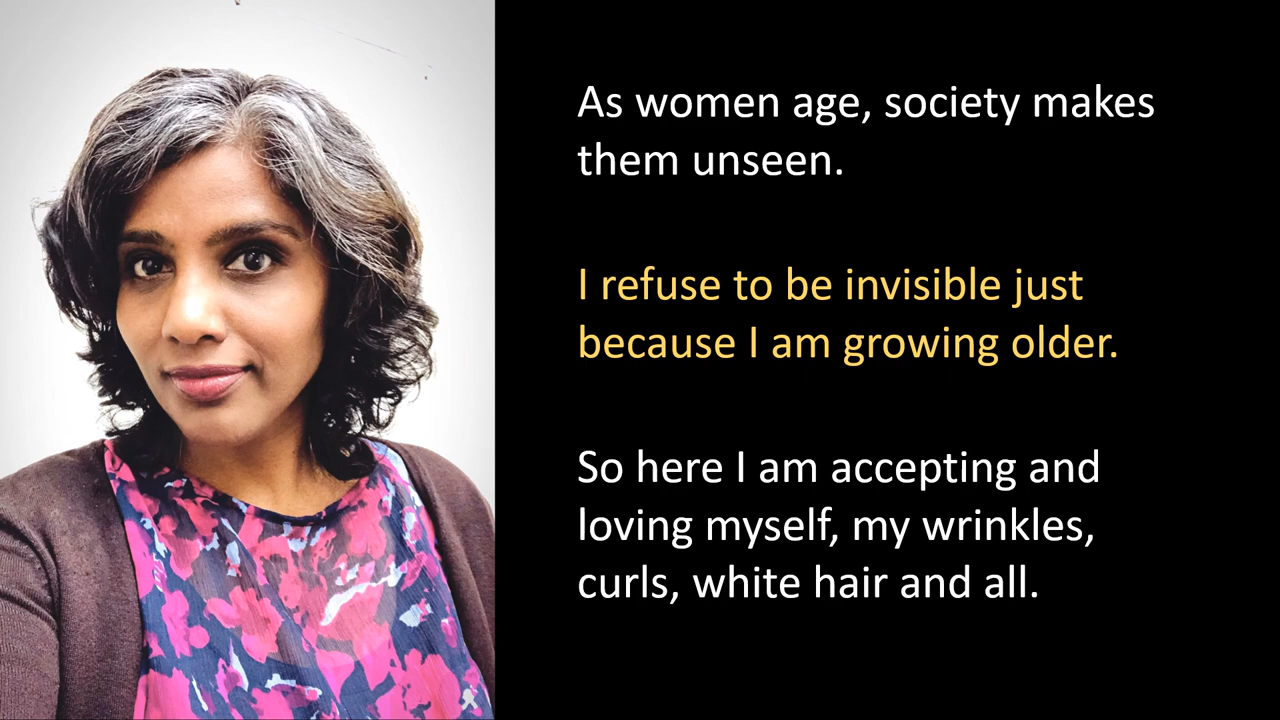 As women age, society makes
them unseen.
I refuse to be invisible just
because I am growing older.
So here I am accepting and
loving myself, my wrinkles,
curls, white hair and all.